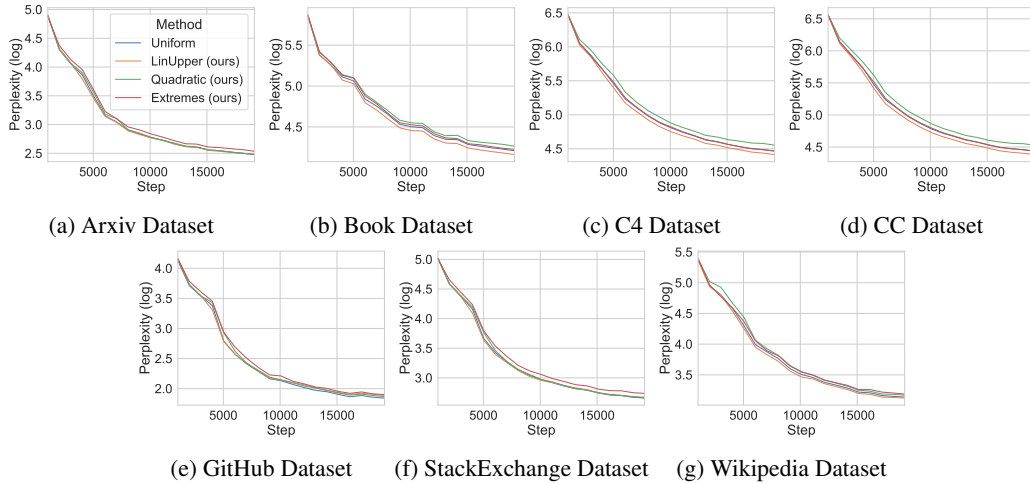 Method
Uniform
LinUpper (ours)
Quadratic (ours)
Extremes (ours)
Perplexity (log)
5.0
4.5
4.0
3.5
3.0
2.5
5000 10000 15000
Step
(a) Arxiv Dataset
Perplexity (log)
5.5
5.0
4.5
5000 10000 15000
Step
(b) Book Dataset
Perplexity (log)
6.5
6.0
5.5
5.0
4.5
5000 10000 15000
Step
(c) C4 Dataset
Perplexity (log)
6.5
6.0
5.5
5.0
4.5
5000 10000 15000
Step
(d) CC Dataset
Perplexity (log)
4.0
3.5
3.0
2.5
2.0
5000 10000 15000
Step
(e) GitHub Dataset
Perplexity (log)
5.0
4.5
4.0
3.5
3.0
5000 10000 15000
Step
(f) StackExchange Dataset
Perplexity (log)
5.5
5.0
4.5
4.0
3.5
5000 10000 15000
Step
(g) Wikipedia Dataset